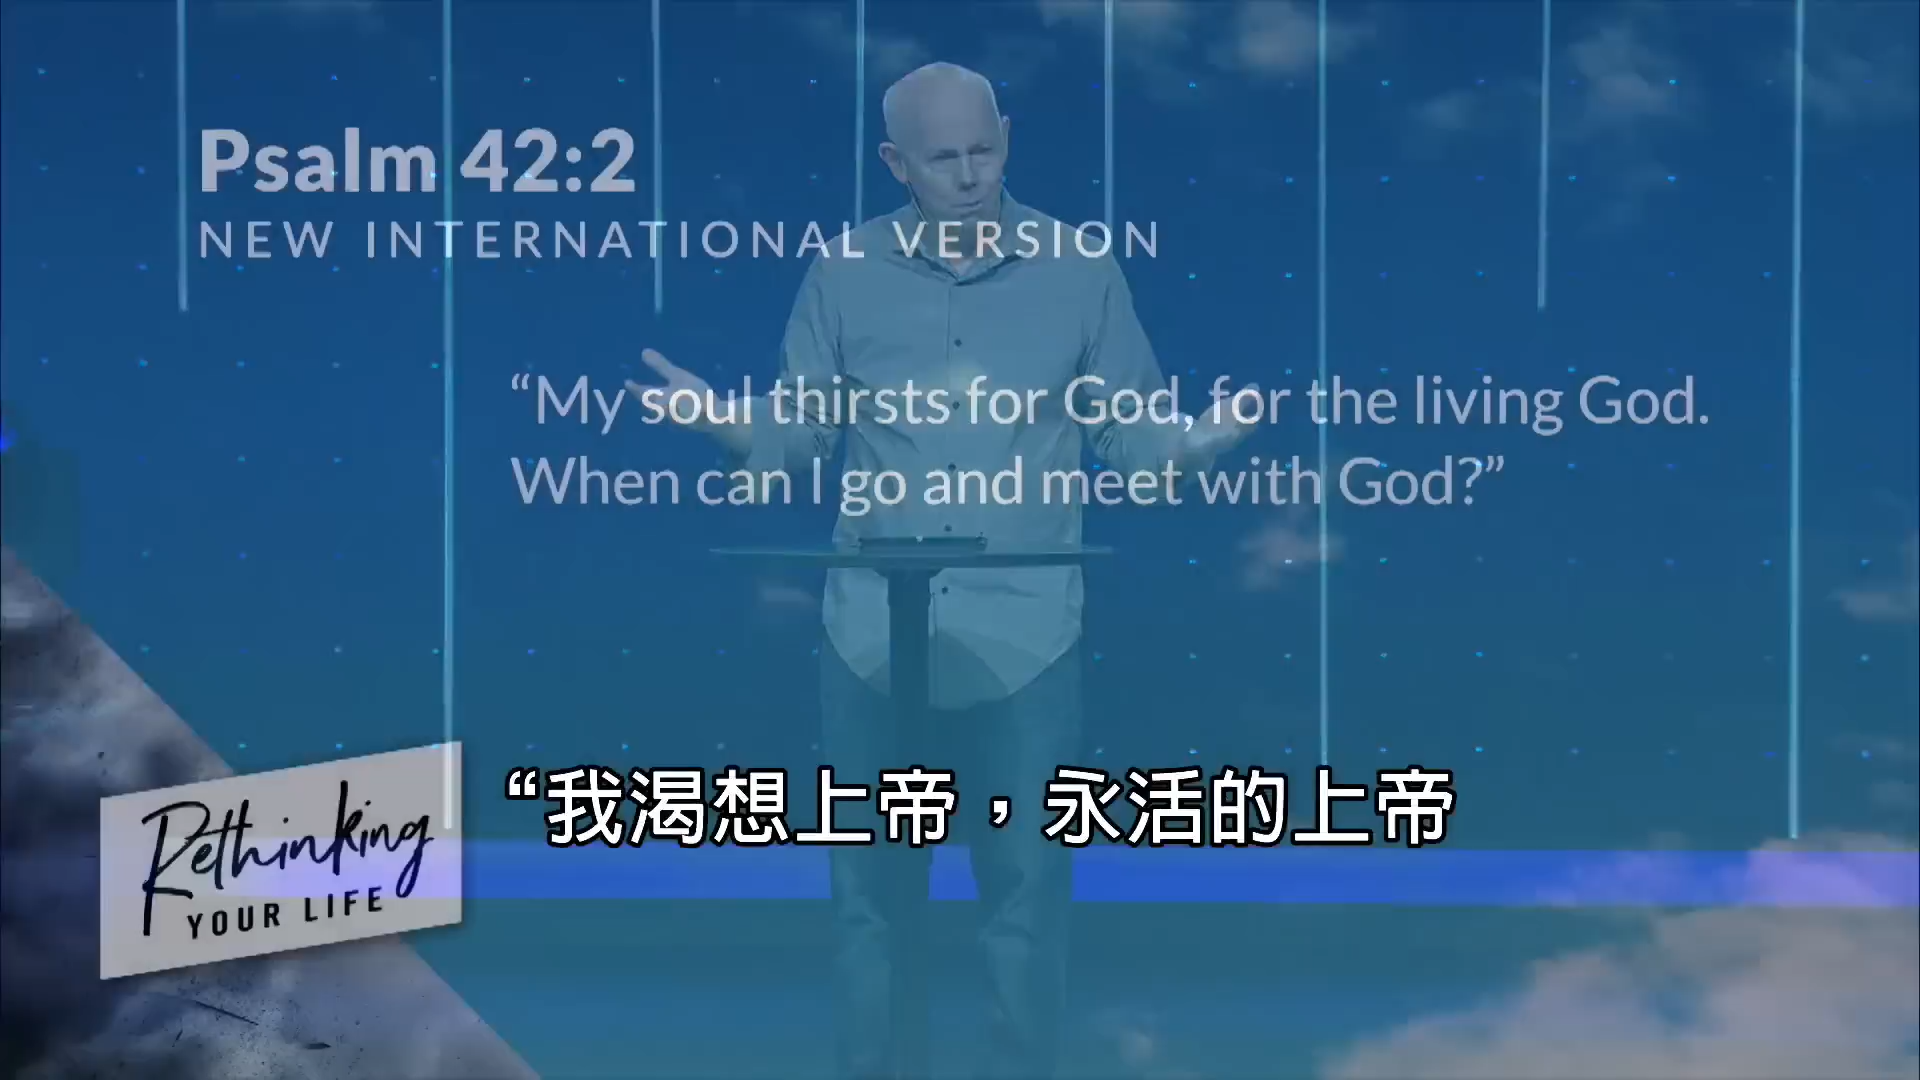 Psalm 42:2
NEW INTERNATIONAL VERSION
“My soul thirsts for God, for the living God.
When can I go and meet with God?”
“我渴想上帝，永活的上帝
Rethinking
YOUR LIFE